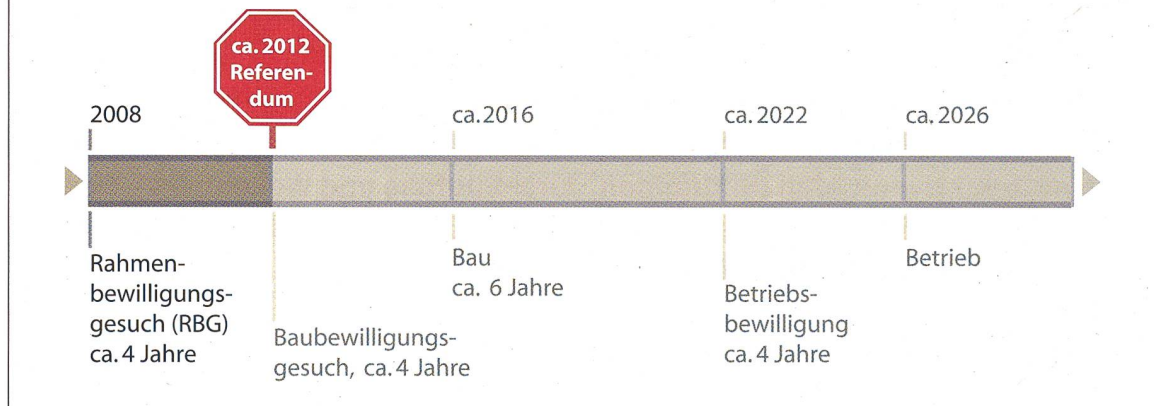 ca. 2012
Referen-
dum
2008
ca. 2016
ca. 2022
ca. 2026
Rahmen-
bewilligungs-
gesuch (RBG)
ca. 4 Jahre
Baubewilligungs-
gesuch, ca. 4 Jahre
Bau
ca. 6 Jahre
Betriebs-
bewilligung
ca. 4 Jahre
Betrieb